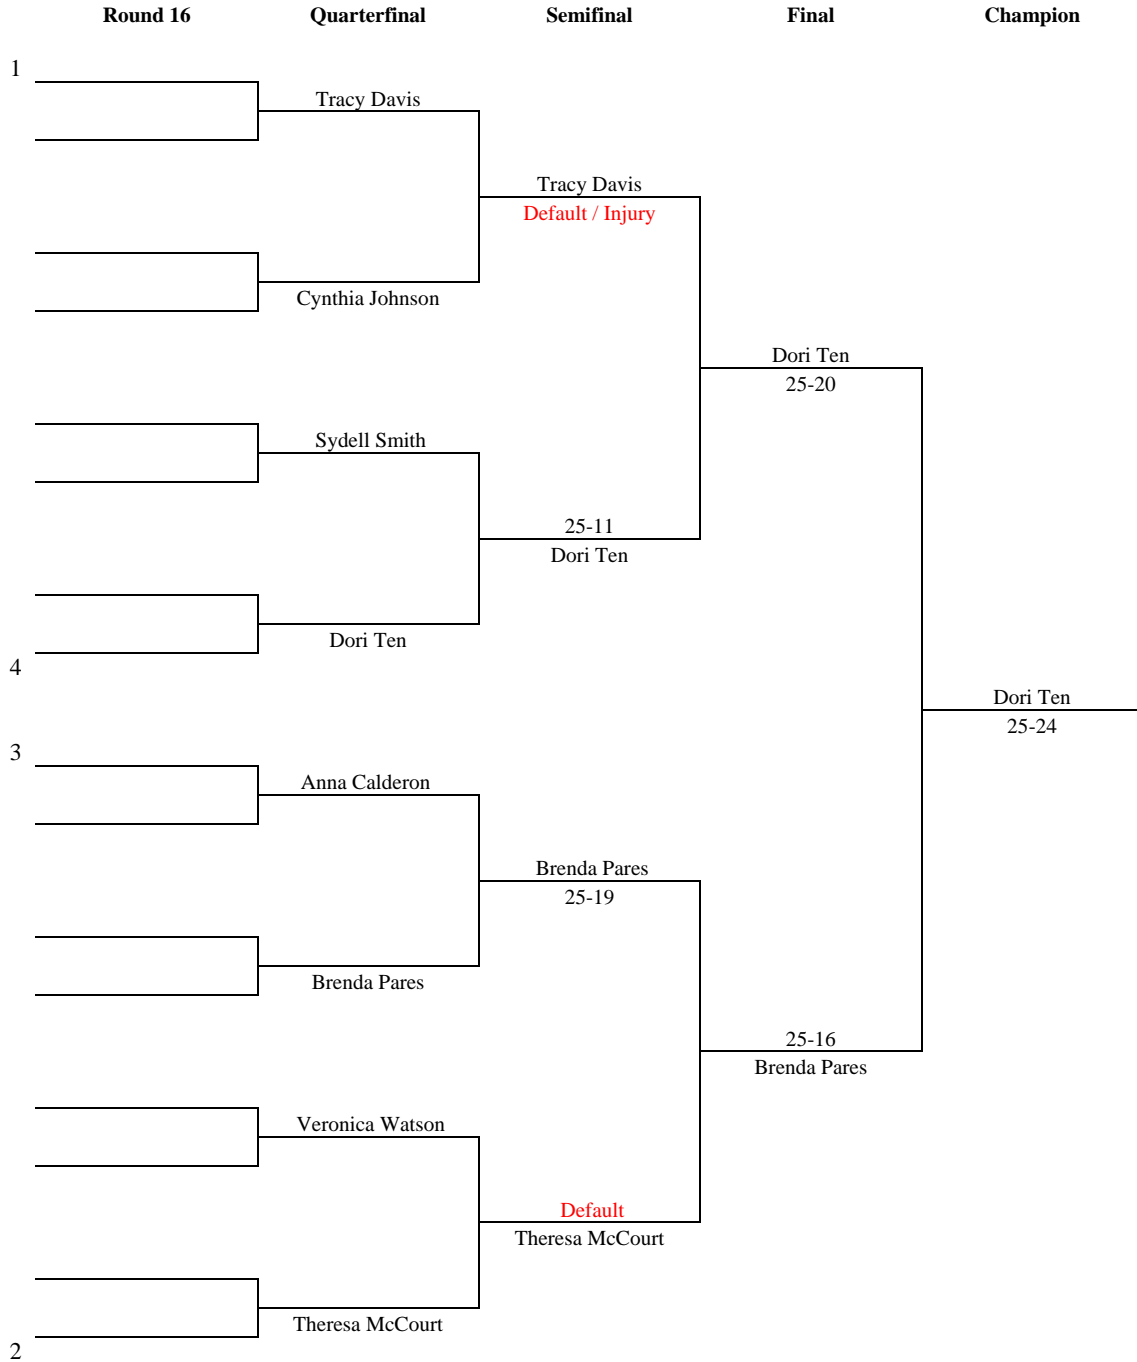 Round 16
Quarterfinal
Semifinal
Final
Champion
1
Tracy Davis
Tracy Davis
Default / Injury
Cynthia Johnson
Dori Ten
25-20
Sydell Smith
25-11
Dori Ten
Dori Ten
4
Dori Ten
25-24
3
Anna Calderon
Brenda Pares
25-19
Brenda Pares
25-16
Brenda Pares
Veronica Watson
Default
Theresa McCourt
Theresa McCourt
2